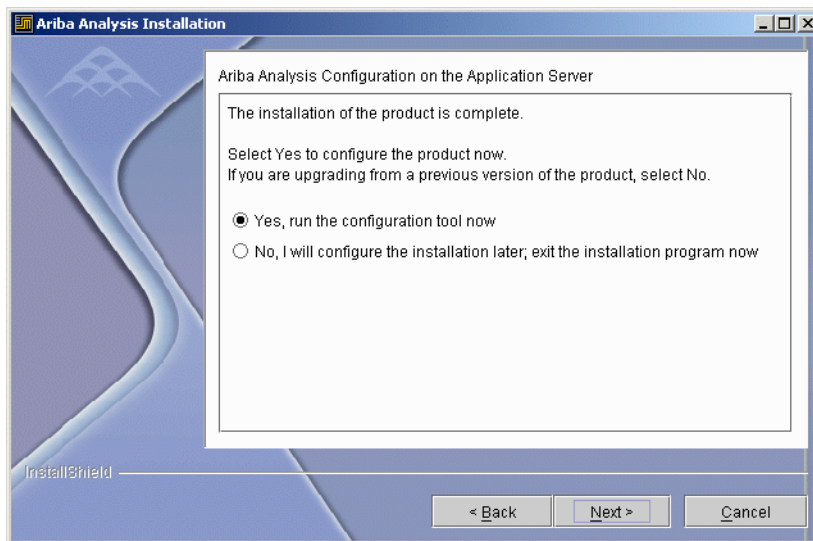 Ariba Analysis Installation
Ariba Analysis Configuration on the Application Server
The installation of the product is complete.
Select Yes to configure the product now.
If you are upgrading from a previous version of the product, select No.
Yes, run the configuration tool now
No, I will configure the installation later; exit the installation program now
InstallShield
< Back
Next >
Cancel